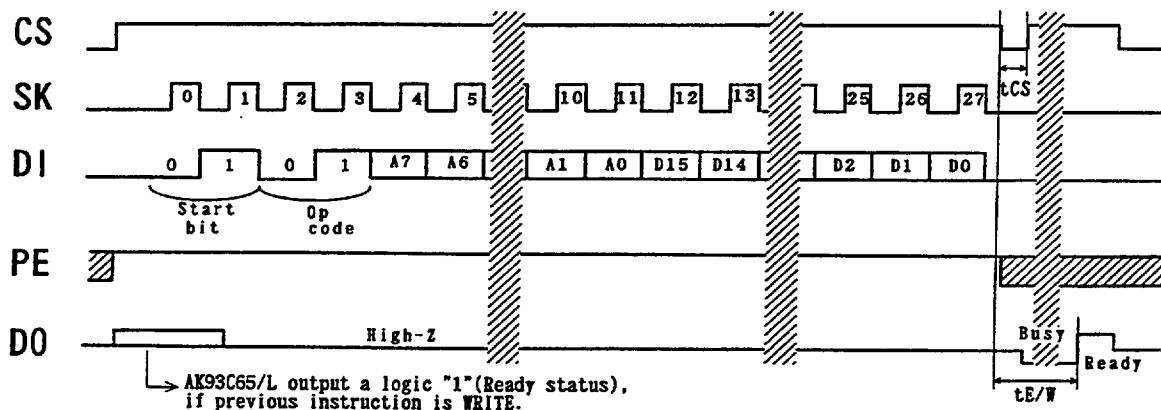 CS
tCS
SK 0 1 2 3 4 5 10 11 12 13 25 26 27
DI 0 1 0 1 A7 A6 A1 A0 D15 D14 D2 D1 D0
Start bit
Op code
PE
DO High-Z Busy Ready
tE/W
AK93C65/L output a logic "1"(Ready status),
if previous instruction is WRITE.